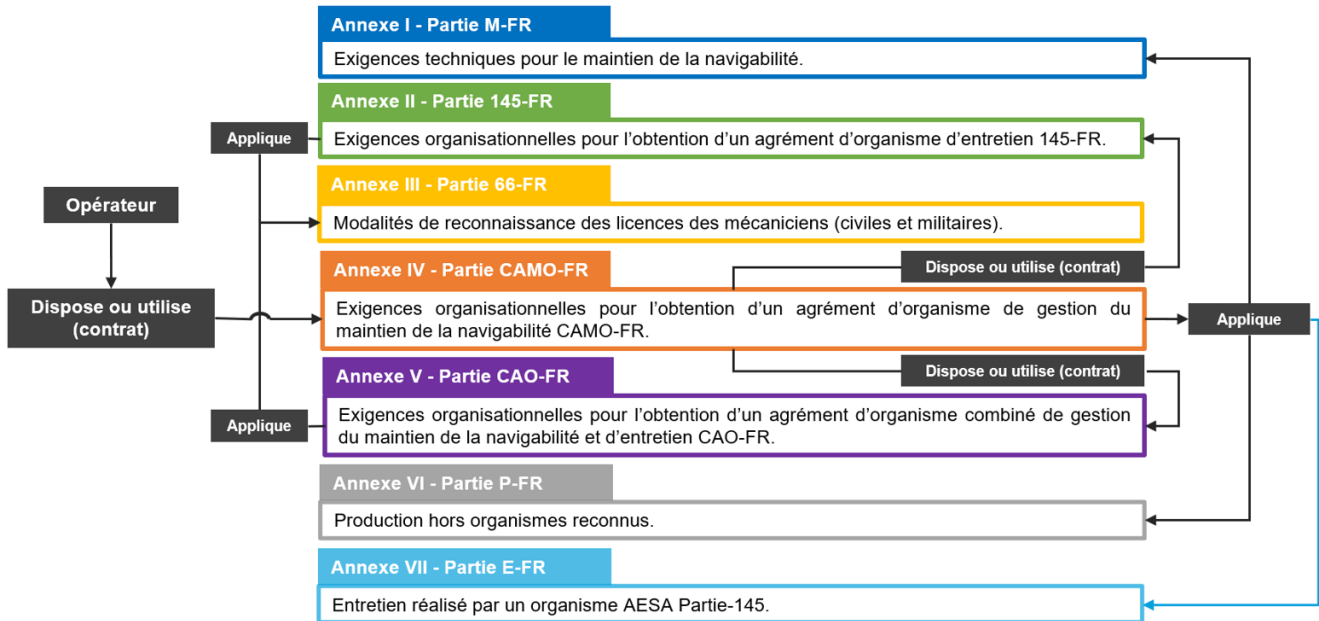 Annexe I - Partie M-FR
Exigences techniques pour le maintien de la navigabilité.
Annexe II - Partie 145-FR
Applique
Exigences organisationnelles pour l'obtention d'un agrément d'organisme d'entretien 145-FR.
Annexe III - Partie 66-FR
Opérateur
Modalités de reconnaissance des licences des mécaniciens (civiles et militaires).
Annexe IV - Partie CAMO-FR
Dispose ou utilise (contrat)
Dispose ou utilise
(contrat)
Exigences organisationnelles pour l'obtention d'un agrément d'organisme de gestion du
maintien de la navigabilité CAMO-FR.
Applique
Annexe V - Partie CAO-FR
Dispose ou utilise (contrat)
Applique
Exigences organisationnelles pour l'obtention d'un agrément d'organisme combiné de gestion
du maintien de la navigabilité et d'entretien CAO-FR.
Annexe VI - Partie P-FR
Production hors organismes reconnus.
Annexe VII - Partie E-FR
Entretien réalisé par un organisme AESA Partie-145.